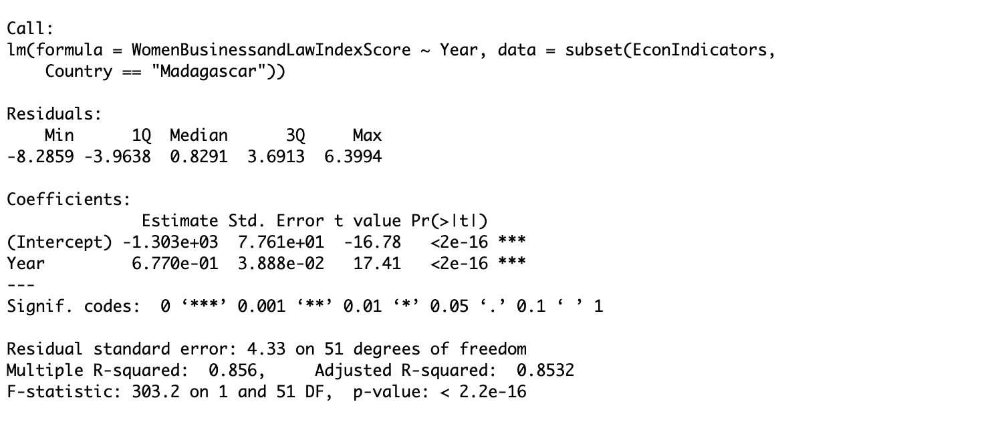 Call:
lm(formula = WomenBusinessandLawIndexScore ~ Year, data = subset(EconIndicators,
    Country == "Madagascar"))

Residuals:
    Min      1Q  Median      3Q     Max
-8.2859 -3.9638  0.8291  3.6913  6.3994

Coefficients:
              Estimate Std. Error t value Pr(>|t|)
(Intercept) -1.303e+03  7.761e+01  -16.78   <2e-16 ***
Year         6.770e-01  3.888e-02   17.41   <2e-16 ***
---
Signif. codes:  0 ‘***’ 0.001 ‘**’ 0.01 ‘*’ 0.05 ‘.’ 0.1 ‘ ’ 1

Residual standard error: 4.33 on 51 degrees of freedom
Multiple R-squared:  0.856,     Adjusted R-squared:  0.8532
F-statistic: 303.2 on 1 and 51 DF,  p-value: < 2.2e-16